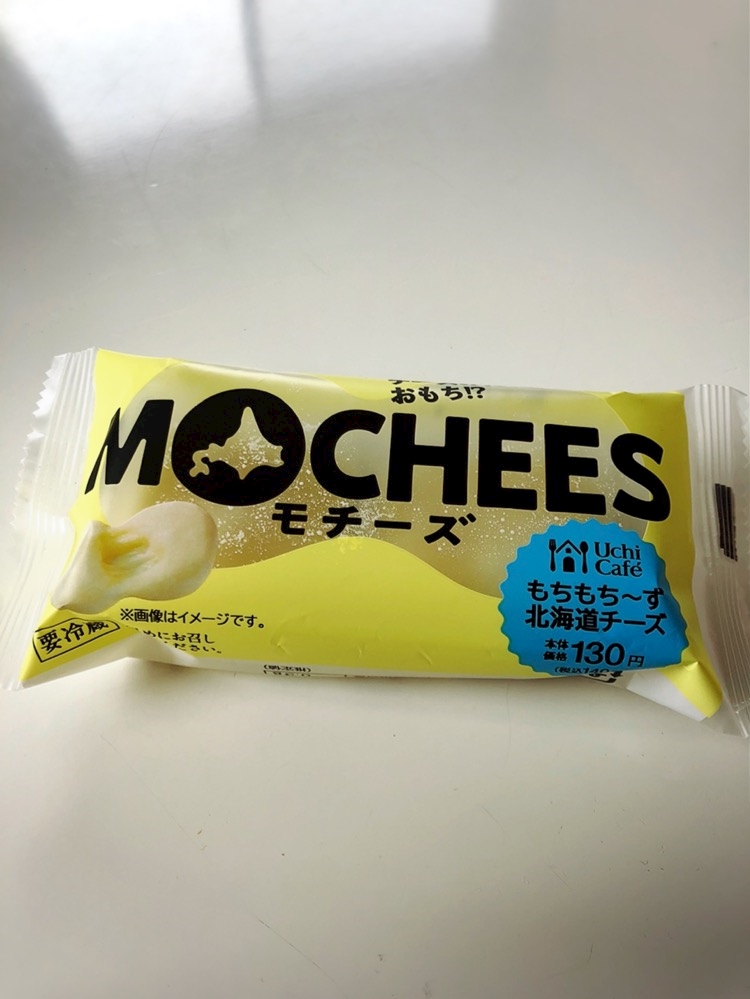 おもち!?
MOCHEES
モチーズ
Uchi
Café
もちもち～ず
北海道チーズ
本体
価格 130円
※画像はイメージです。
要冷蔵